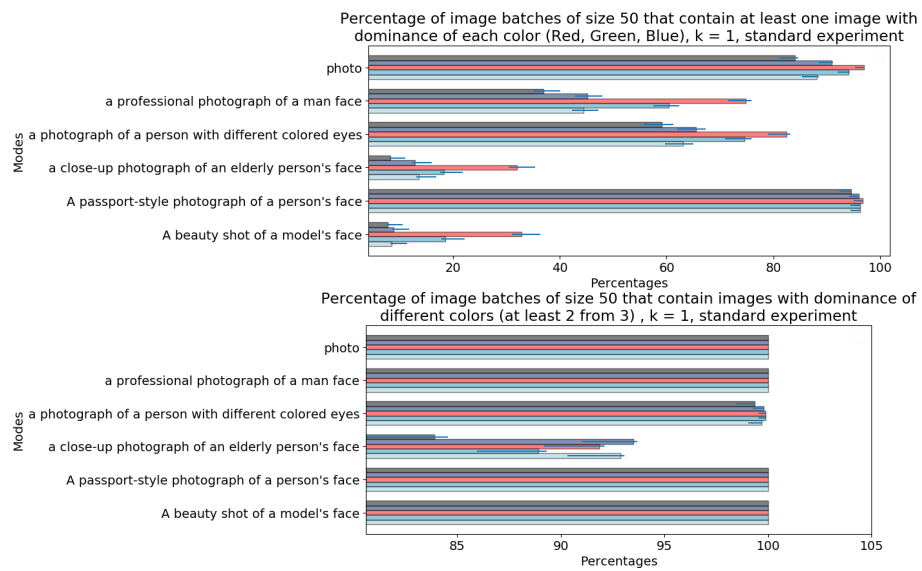 Percentage of image batches of size 50 that contain at least one image with
dominance of each color (Red, Green, Blue), k = 1, standard experiment
Modes
photo
a professional photograph of a man face
a photograph of a person with different colored eyes
a close-up photograph of an elderly person's face
A passport-style photograph of a person's face
A beauty shot of a model's face
20 40 60 80 100
Percentages
Percentage of image batches of size 50 that contain images with dominance of
different colors (at least 2 from 3) , k = 1, standard experiment
Modes
photo
a professional photograph of a man face
a photograph of a person with different colored eyes
a close-up photograph of an elderly person's face
A passport-style photograph of a person's face
A beauty shot of a model's face
85 90 95 100 105
Percentages